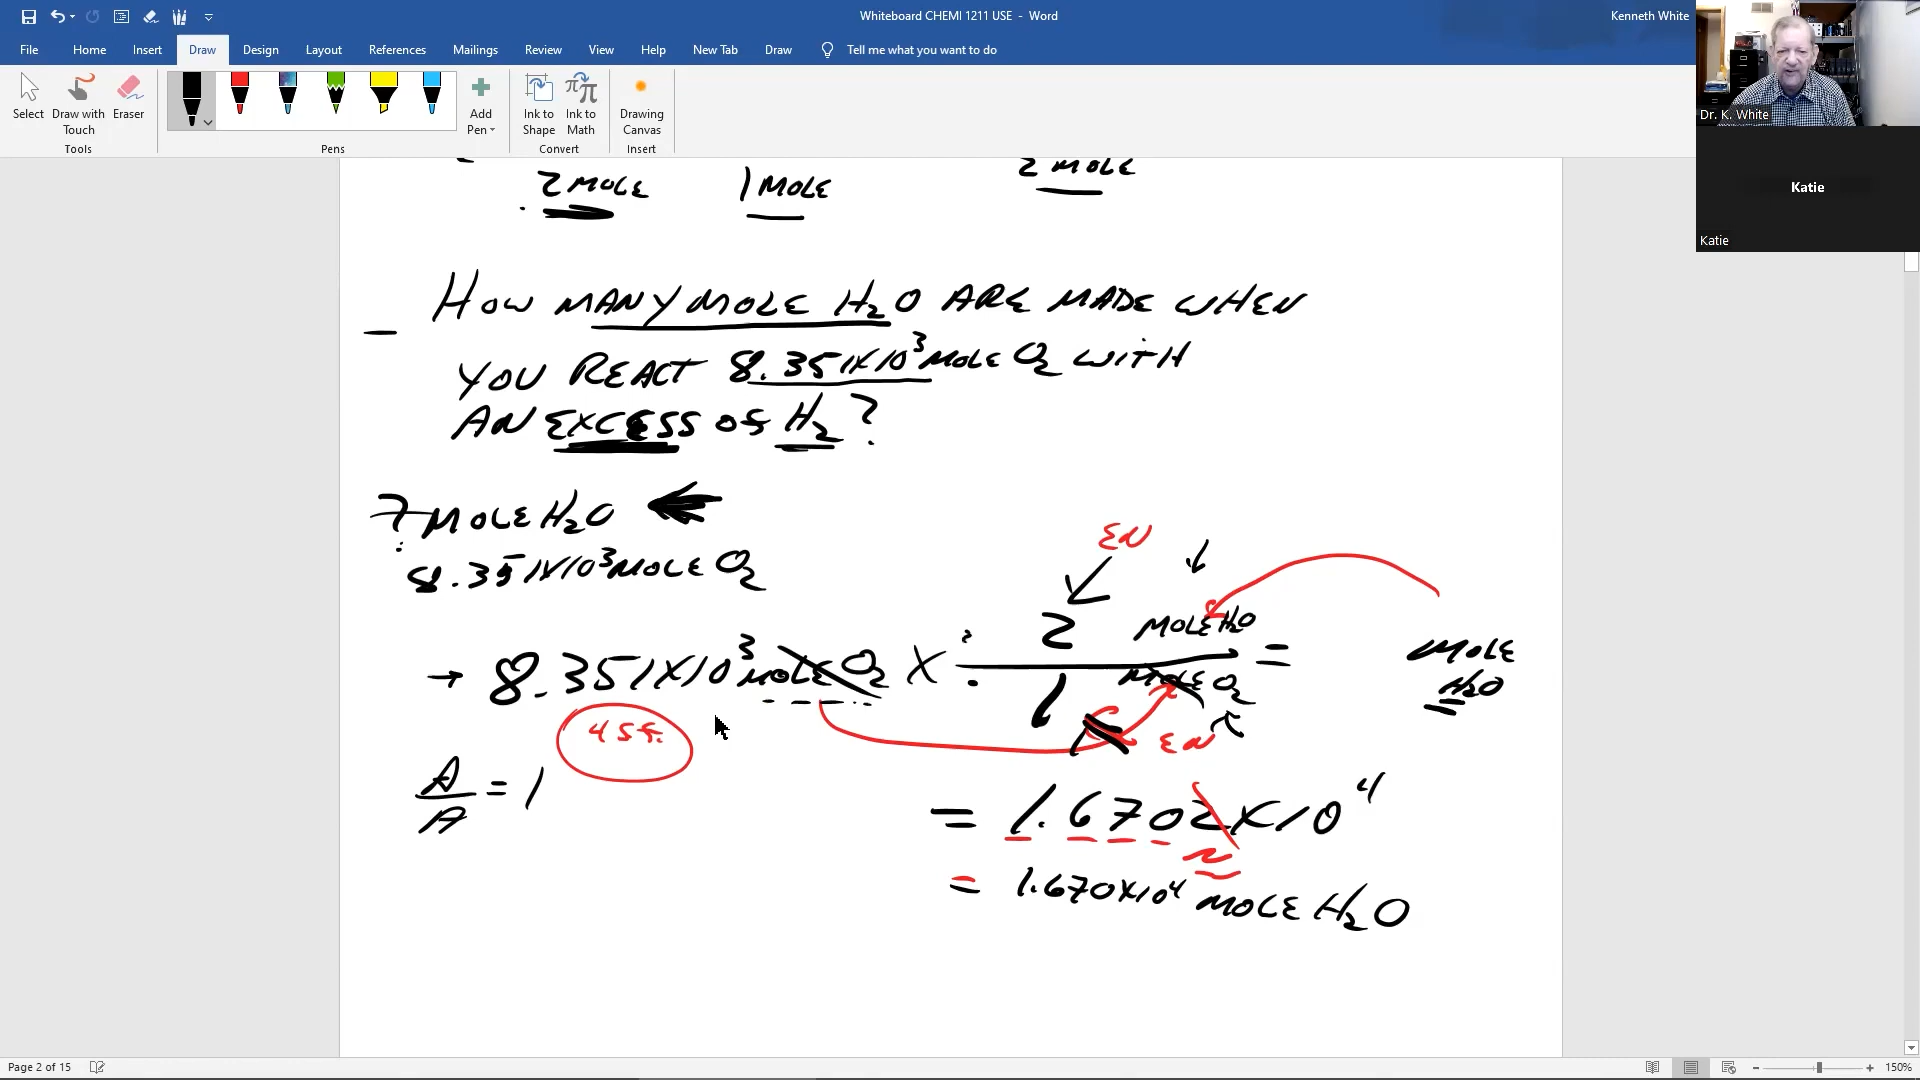 Whiteboard CHEMI 1211 USE - Word
Kenneth White
File Home Insert Draw Design Layout References Mailings Review View Help New Tab Draw Tell me what you want to do
Select
Draw with Touch
Eraser
Add Pen
Ink to Shape
Ink to Math
Drawing Canvas
Tools
Pens
Convert
Insert
Dr. K. White
Katie
Katie
2 MOLE 1 MOLE 2 MOLE
HOW MANY MOLE H2O ARE MADE WHEN
YOU REACT 8.351X10^3 MOLE O2 WITH
AN EXCESS OF H2?
? MOLE H2O
8.351X10^3 MOLE O2
EN
2 MOLE H2O
→ 8.351X10^3 MOLE O2 X =
1 MOLE O2
MOLE
H2O
4 S.F.
EN
A/A = 1
= 1.6702X10^4
= 1.670X10^4 MOLE H2O
Page 2 of 15
150%